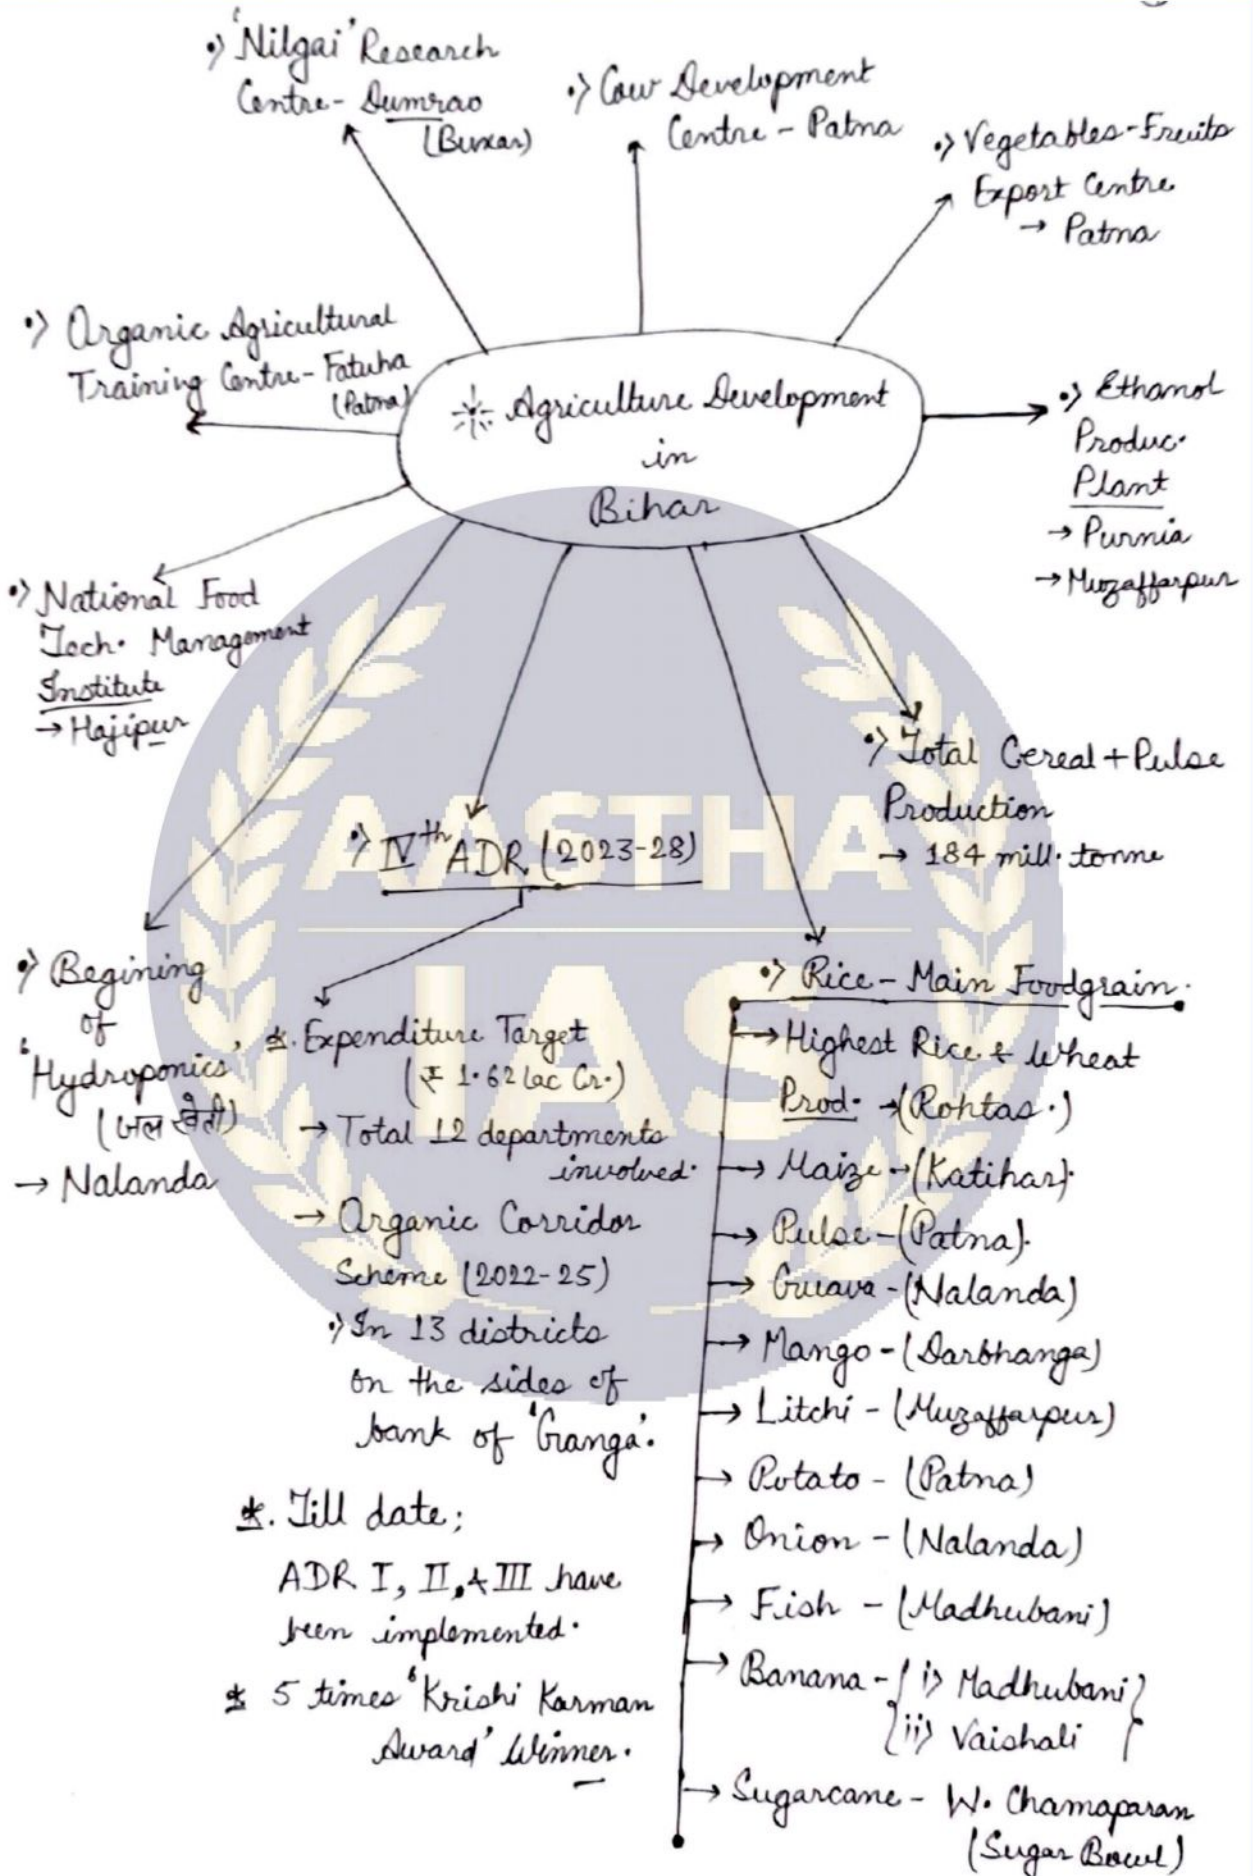 •> 'Nilgai' Research
Centre - Dumrao
(Buxar)
•> Cow Development
Centre - Patna
•> Vegetables-Fruits
Export Centre
→ Patna
•> Organic Agricultural
Training Centre - Fatuha
(Patna)
Agriculture Development
in
Bihar
•> Ethanol
Produc.
Plant
→ Purnia
→ Muzaffarpur
•> National Food
Tech. Management
Institute
→ Hajipur
•> Total Cereal + Pulse
Production
→ 184 mill. tonne
•> IVth ADR (2023-28)
•> Begining
of
'Hydroponics'
(जल खेती)
→ Nalanda
*. Expenditure Target
(₹ 1.62 lac Cr.)
→ Total 12 departments
involved.
→ Organic Corridor
Scheme (2022-25)
•> In 13 districts
on the sides of
bank of 'Ganga'.
*. Till date;
ADR I, II, & III have
been implemented.
* 5 times 'Krishi Karman
Award' Winner.
•> Rice - Main Foodgrain.
→ Highest Rice & Wheat
Prod. → (Rohtas.)
→ Maize → (Katihar).
→ Pulse - (Patna).
→ Guava - (Nalanda)
→ Mango - (Darbhanga)
→ Litchi - (Muzaffarpur)
→ Potato - (Patna)
→ Onion - (Nalanda)
→ Fish - (Madhubani)
→ Banana - { i> Madhubani }
{ ii> Vaishali }
→ Sugarcane - W. Chamaparan
(Sugar Bowl)
AASTHA
IAS